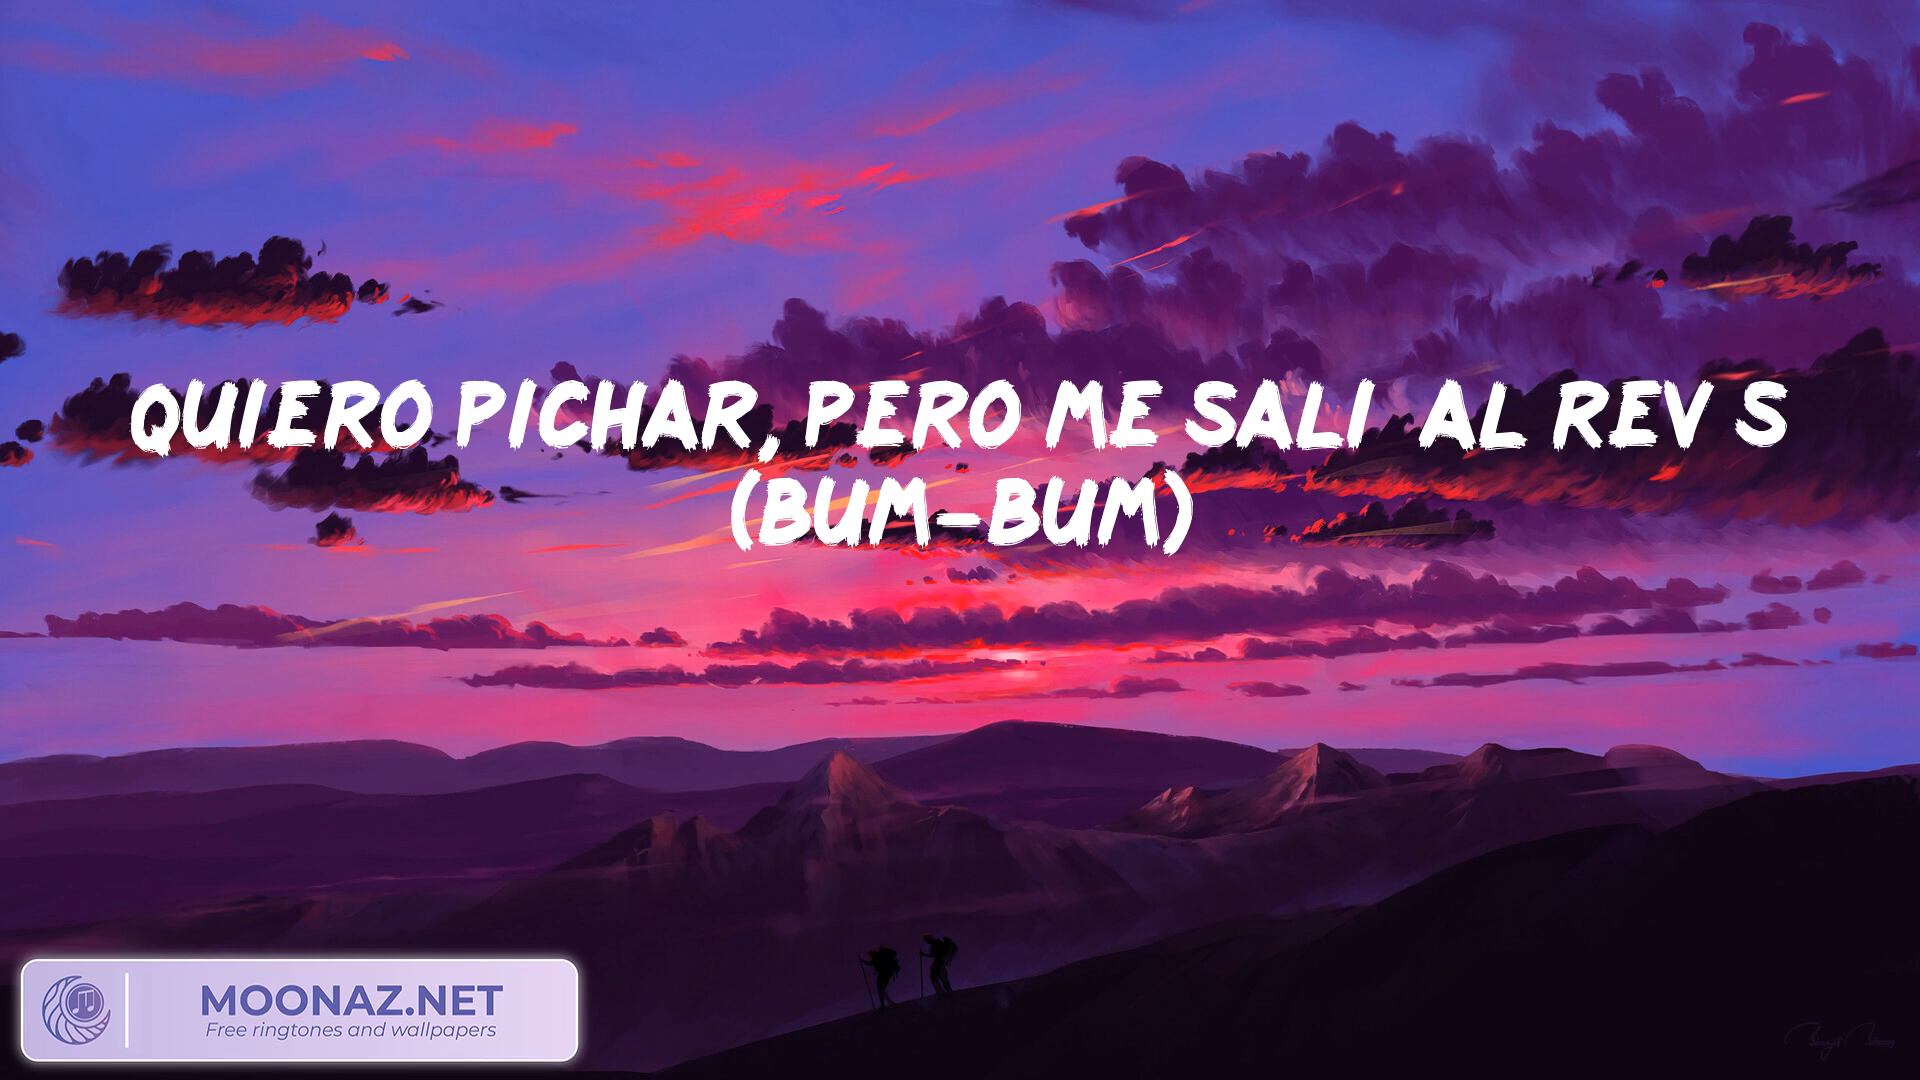 QUIERO PICHAR, PERO ME SALI  AL REV S
(BUM-BUM)
MOONAZ.NET
Free ringtones and wallpapers